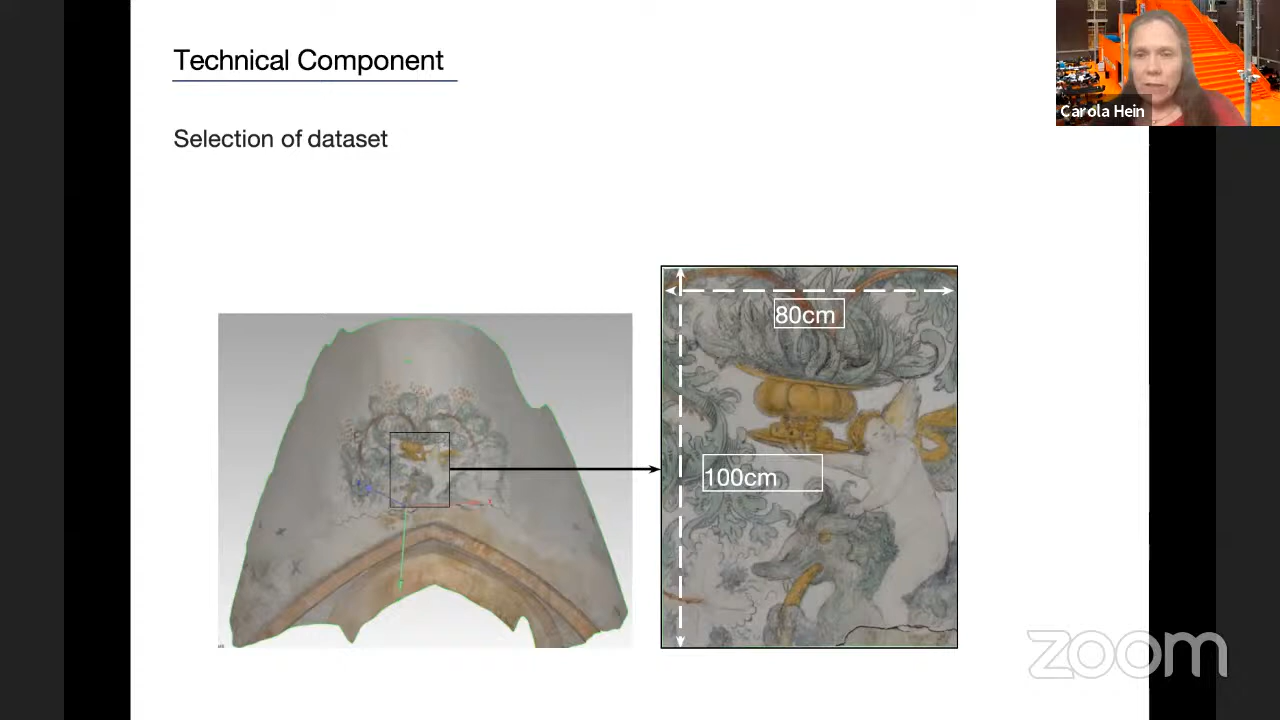 Technical Component
Carola Hein
Selection of dataset
80cm
100cm
zoom